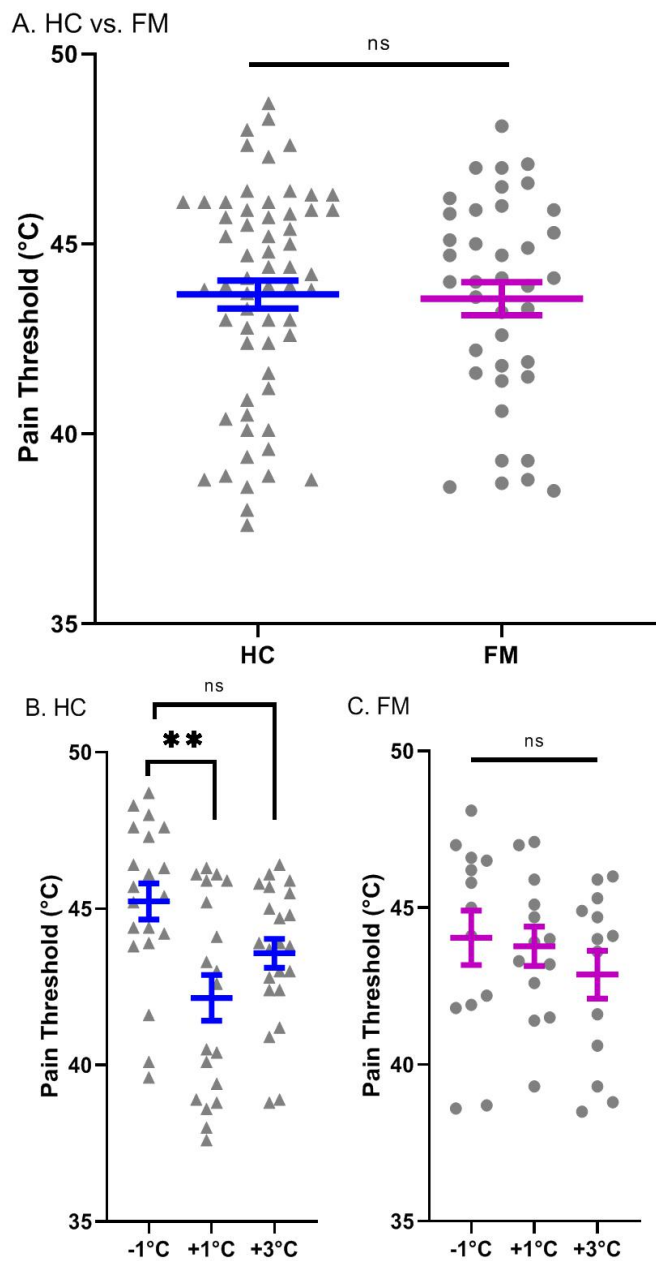 A. HC vs. FM
ns
50
45
40
35
Pain Threshold (°C)
HC
FM
B. HC
ns
**
50
45
40
35
Pain Threshold (°C)
-1°C
+1°C
+3°C
C. FM
ns
50
45
40
35
Pain Threshold (°C)
-1°C
+1°C
+3°C